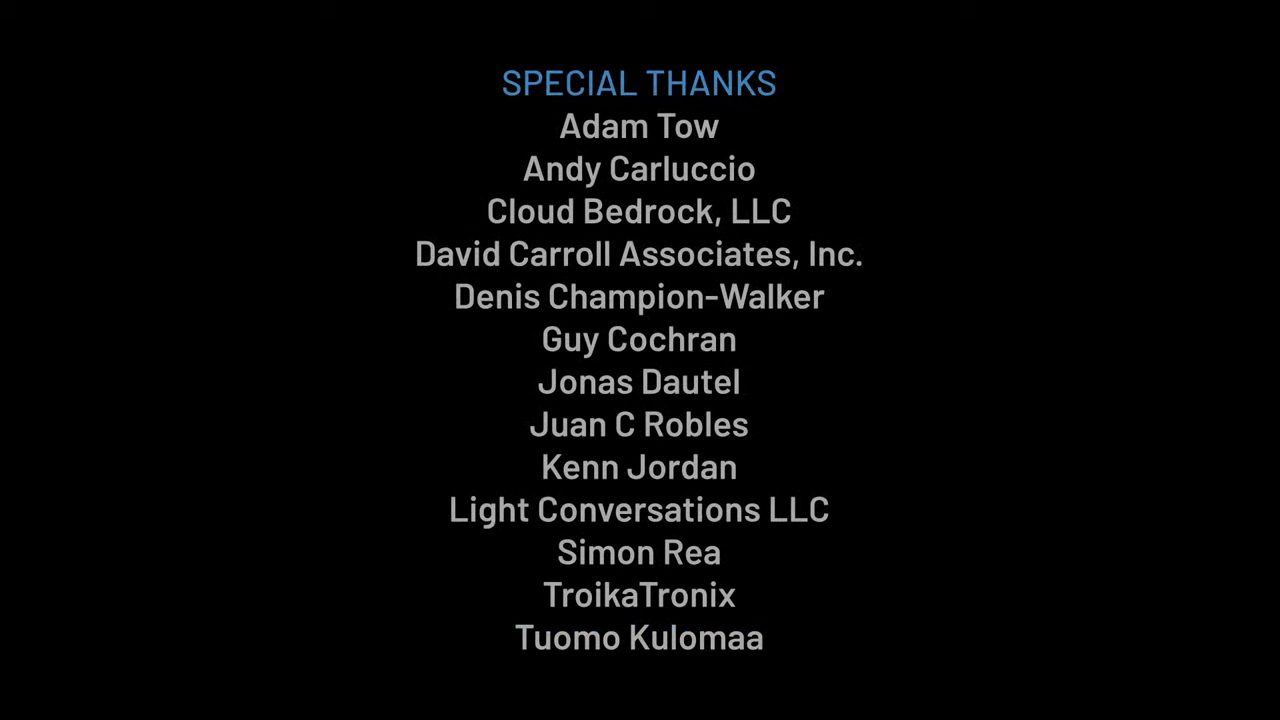 SPECIAL THANKS
Adam Tow
Andy Carluccio
Cloud Bedrock, LLC
David Carroll Associates, Inc.
Denis Champion-Walker
Guy Cochran
Jonas Dautel
Juan C Robles
Kenn Jordan
Light Conversations LLC
Simon Rea
TroikaTronix
Tuomo Kulomaa